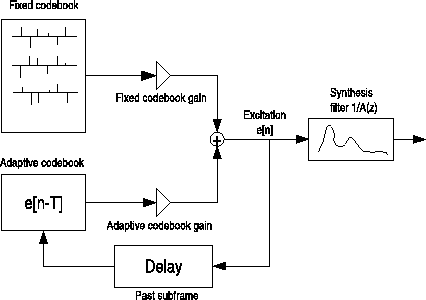 Fixed codebook
Fixed codebook gain
Synthesis
filter 1/A(z)
Excitation
e[n]
+
Adaptive codebook
e[n-T]
Adaptive codebook gain
Delay
Past subframe